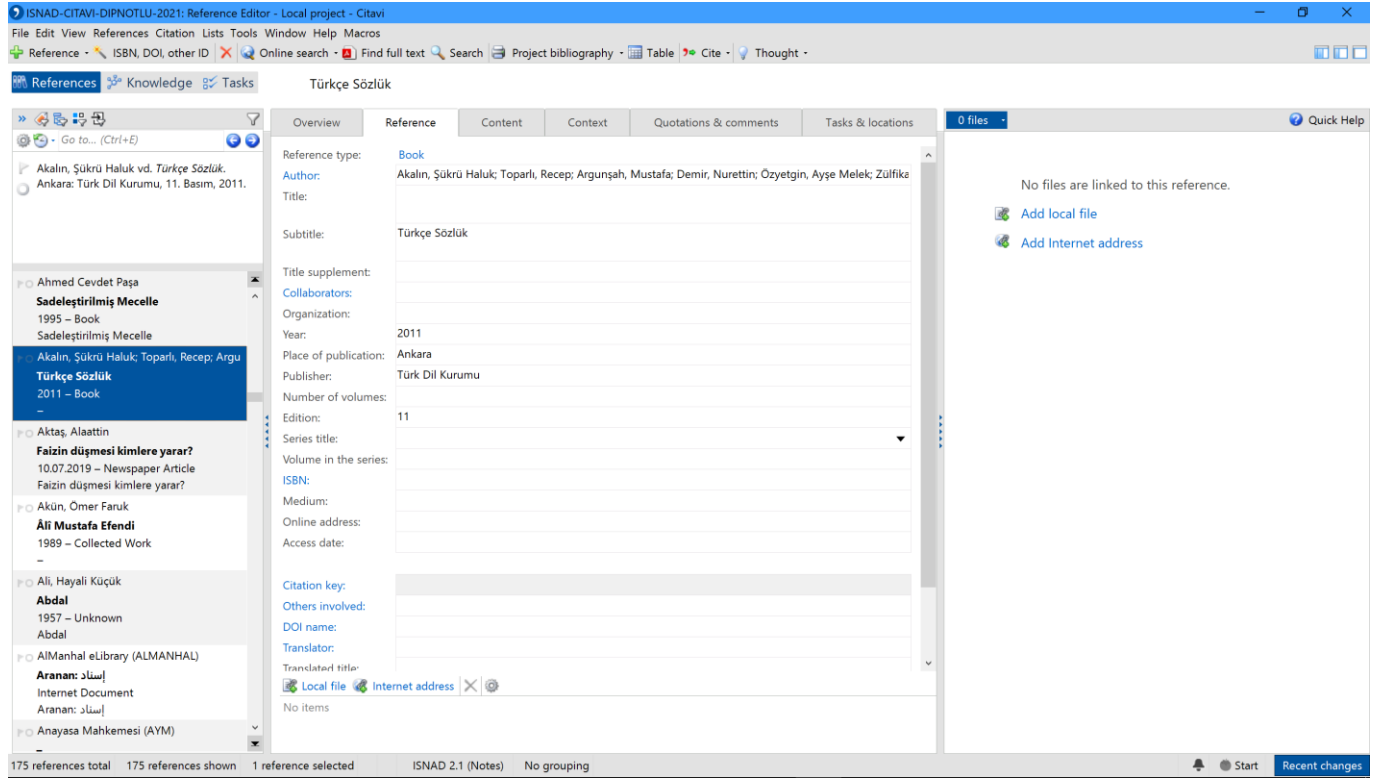 ISNAD-CITAVI-DIPNOTLU-2021: Reference Editor - Local project - Citavi
File Edit View References Citation Lists Tools Window Help Macros
Reference ISBN, DOI, other ID Online search Find full text Search Project bibliography Table Cite Thought
References Knowledge Tasks Türkçe Sözlük
Go to... (Ctrl+E)
Akalın, Şükrü Haluk vd. Türkçe Sözlük.
Ankara: Türk Dil Kurumu, 11. Basım, 2011.
Ahmed Cevdet Paşa
Sadeleştirilmiş Mecelle
1995 – Book
Sadeleştirilmiş Mecelle
Akalın, Şükrü Haluk; Toparlı, Recep; Argu
Türkçe Sözlük
2011 – Book
–
Aktaş, Alaattin
Faizin düşmesi kimlere yarar?
10.07.2019 – Newspaper Article
Faizin düşmesi kimlere yarar?
Akün, Ömer Faruk
Âlî Mustafa Efendi
1989 – Collected Work
–
Ali, Hayali Küçük
Abdal
1957 – Unknown
Abdal
AlManhal eLibrary (ALMANHAL)
Aranan: إسناد
Internet Document
Aranan: إسناد
Anayasa Mahkemesi (AYM)
–
Overview Reference Content Context Quotations & comments Tasks & locations
Reference type: Book
Author: Akalın, Şükrü Haluk; Toparlı, Recep; Argunşah, Mustafa; Demir, Nurettin; Özyetgin, Ayşe Melek; Zülfika
Title:
Subtitle: Türkçe Sözlük
Title supplement:
Collaborators:
Organization:
Year: 2011
Place of publication: Ankara
Publisher: Türk Dil Kurumu
Number of volumes:
Edition: 11
Series title:
Volume in the series:
ISBN:
Medium:
Online address:
Access date:
Citation key:
Others involved:
DOI name:
Translator:
Translated title:
Local file Internet address
No items
0 files Quick Help
No files are linked to this reference.
Add local file
Add Internet address
175 references total 175 references shown 1 reference selected ISNAD 2.1 (Notes) No grouping Start Recent changes